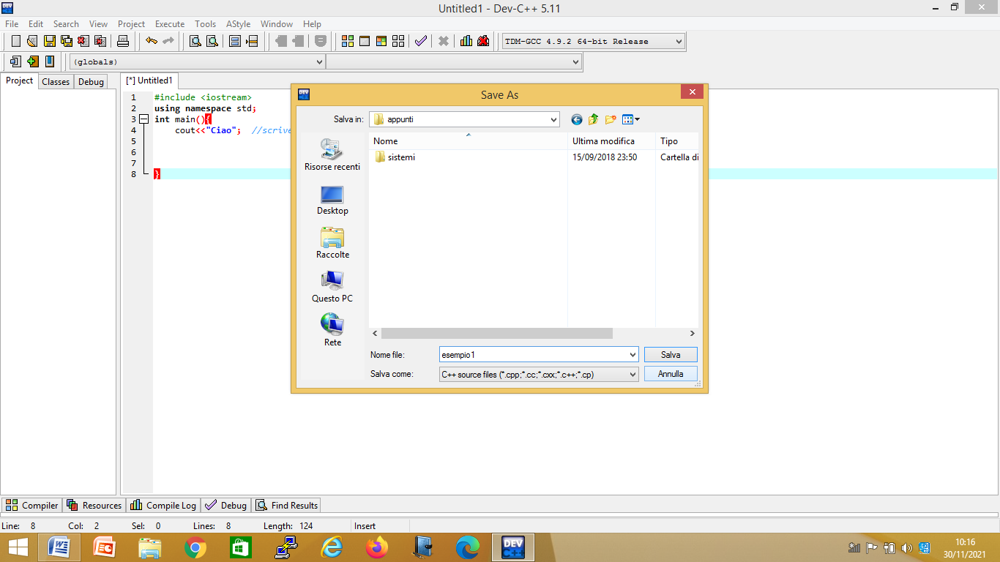 Untitled1 - Dev-C++ 5.11
File Edit Search View Project Execute Tools AStyle Window Help
TDM-GCC 4.9.2 64-bit Release
(globals)
Project Classes Debug
[*] Untitled1
1 #include <iostream>
2 using namespace std;
3 int main(){
4 cout<<"Ciao"; //scrive
5
6
7
8 }
Save As
Salva in: appunti
Risorse recenti
Desktop
Raccolte
Questo PC
Rete
Nome Ultima modifica Tipo
sistemi 15/09/2018 23:50 Cartella di
Nome file: esempio1 Salva
Salva come: C++ source files (*.cpp;*.cc;*.cxx;*.c++;*.cp) Annulla
Compiler Resources Compile Log Debug Find Results
Line: 8 Col: 2 Sel: 0 Lines: 8 Length: 124 Insert
DEV
C++
10:16
30/11/2021